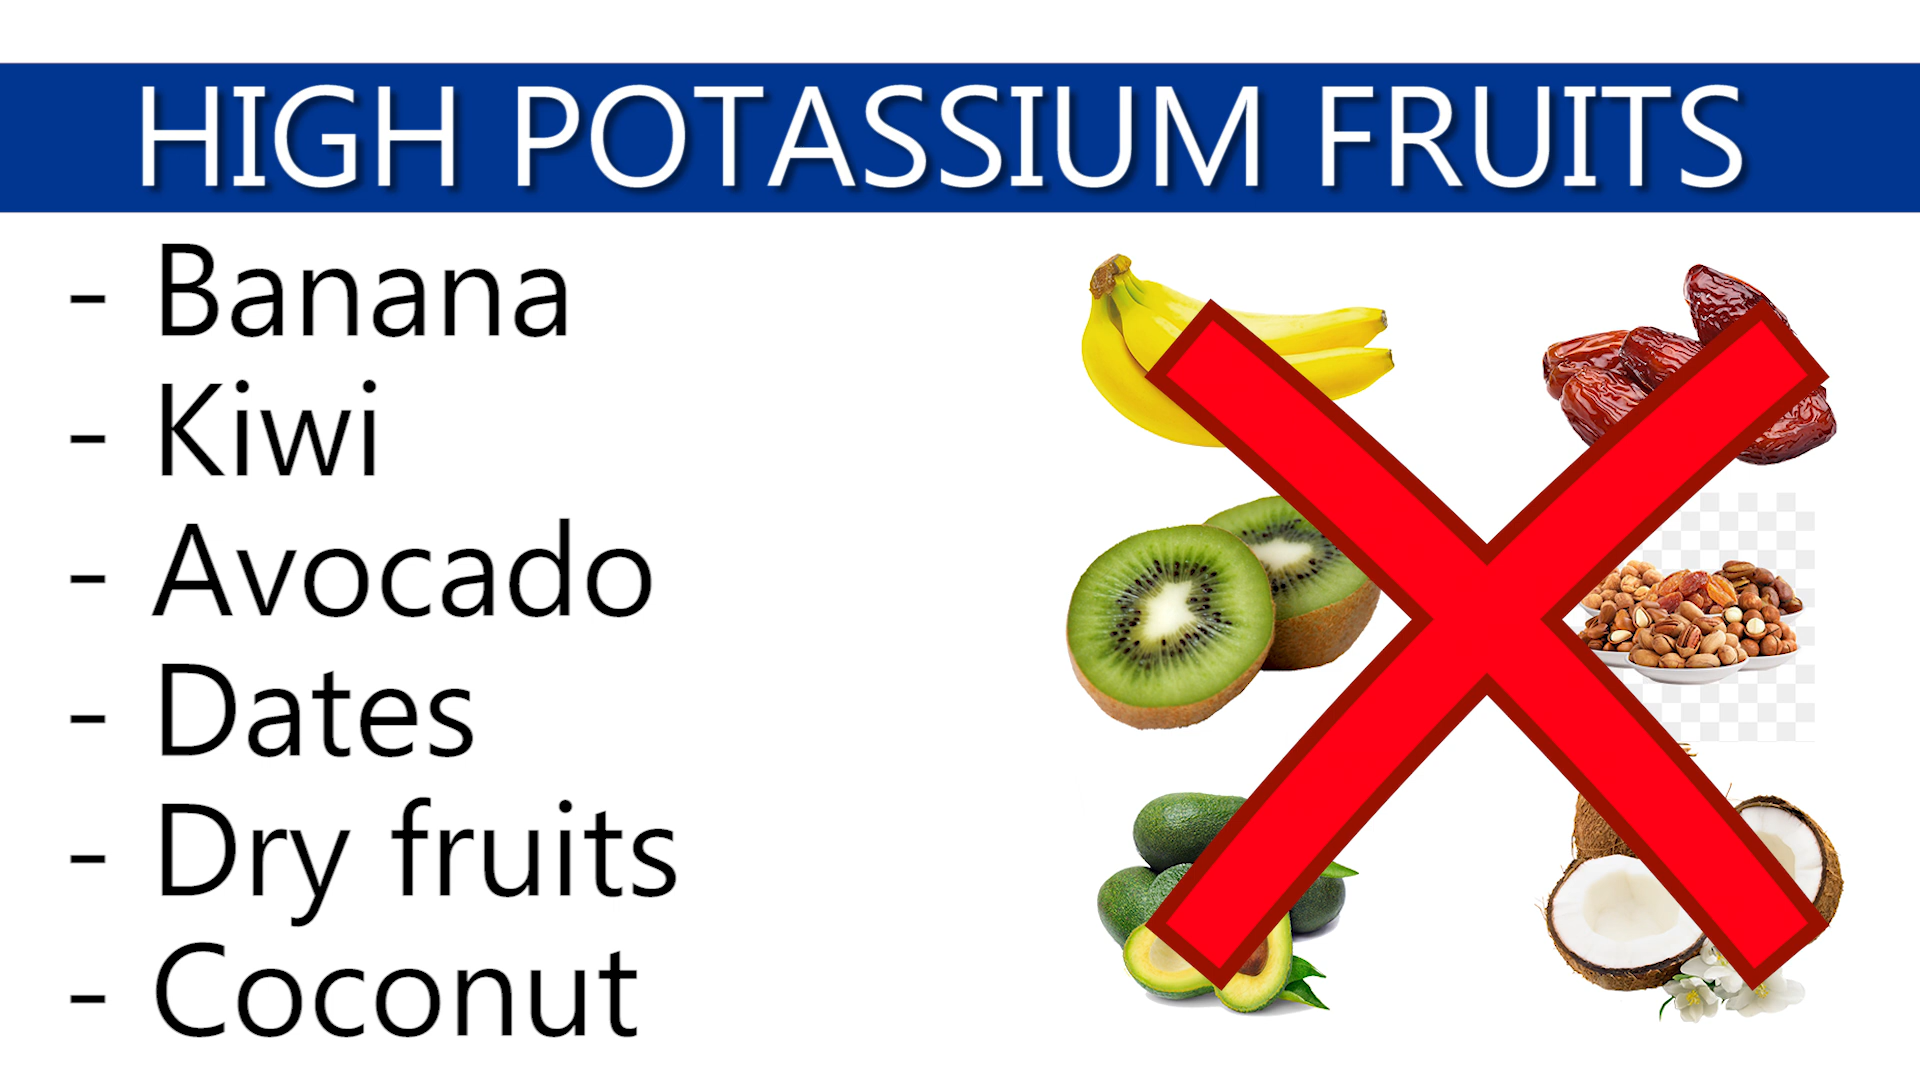 HIGH POTASSIUM FRUITS
- Banana
- Kiwi
- Avocado
- Dates
- Dry fruits
- Coconut